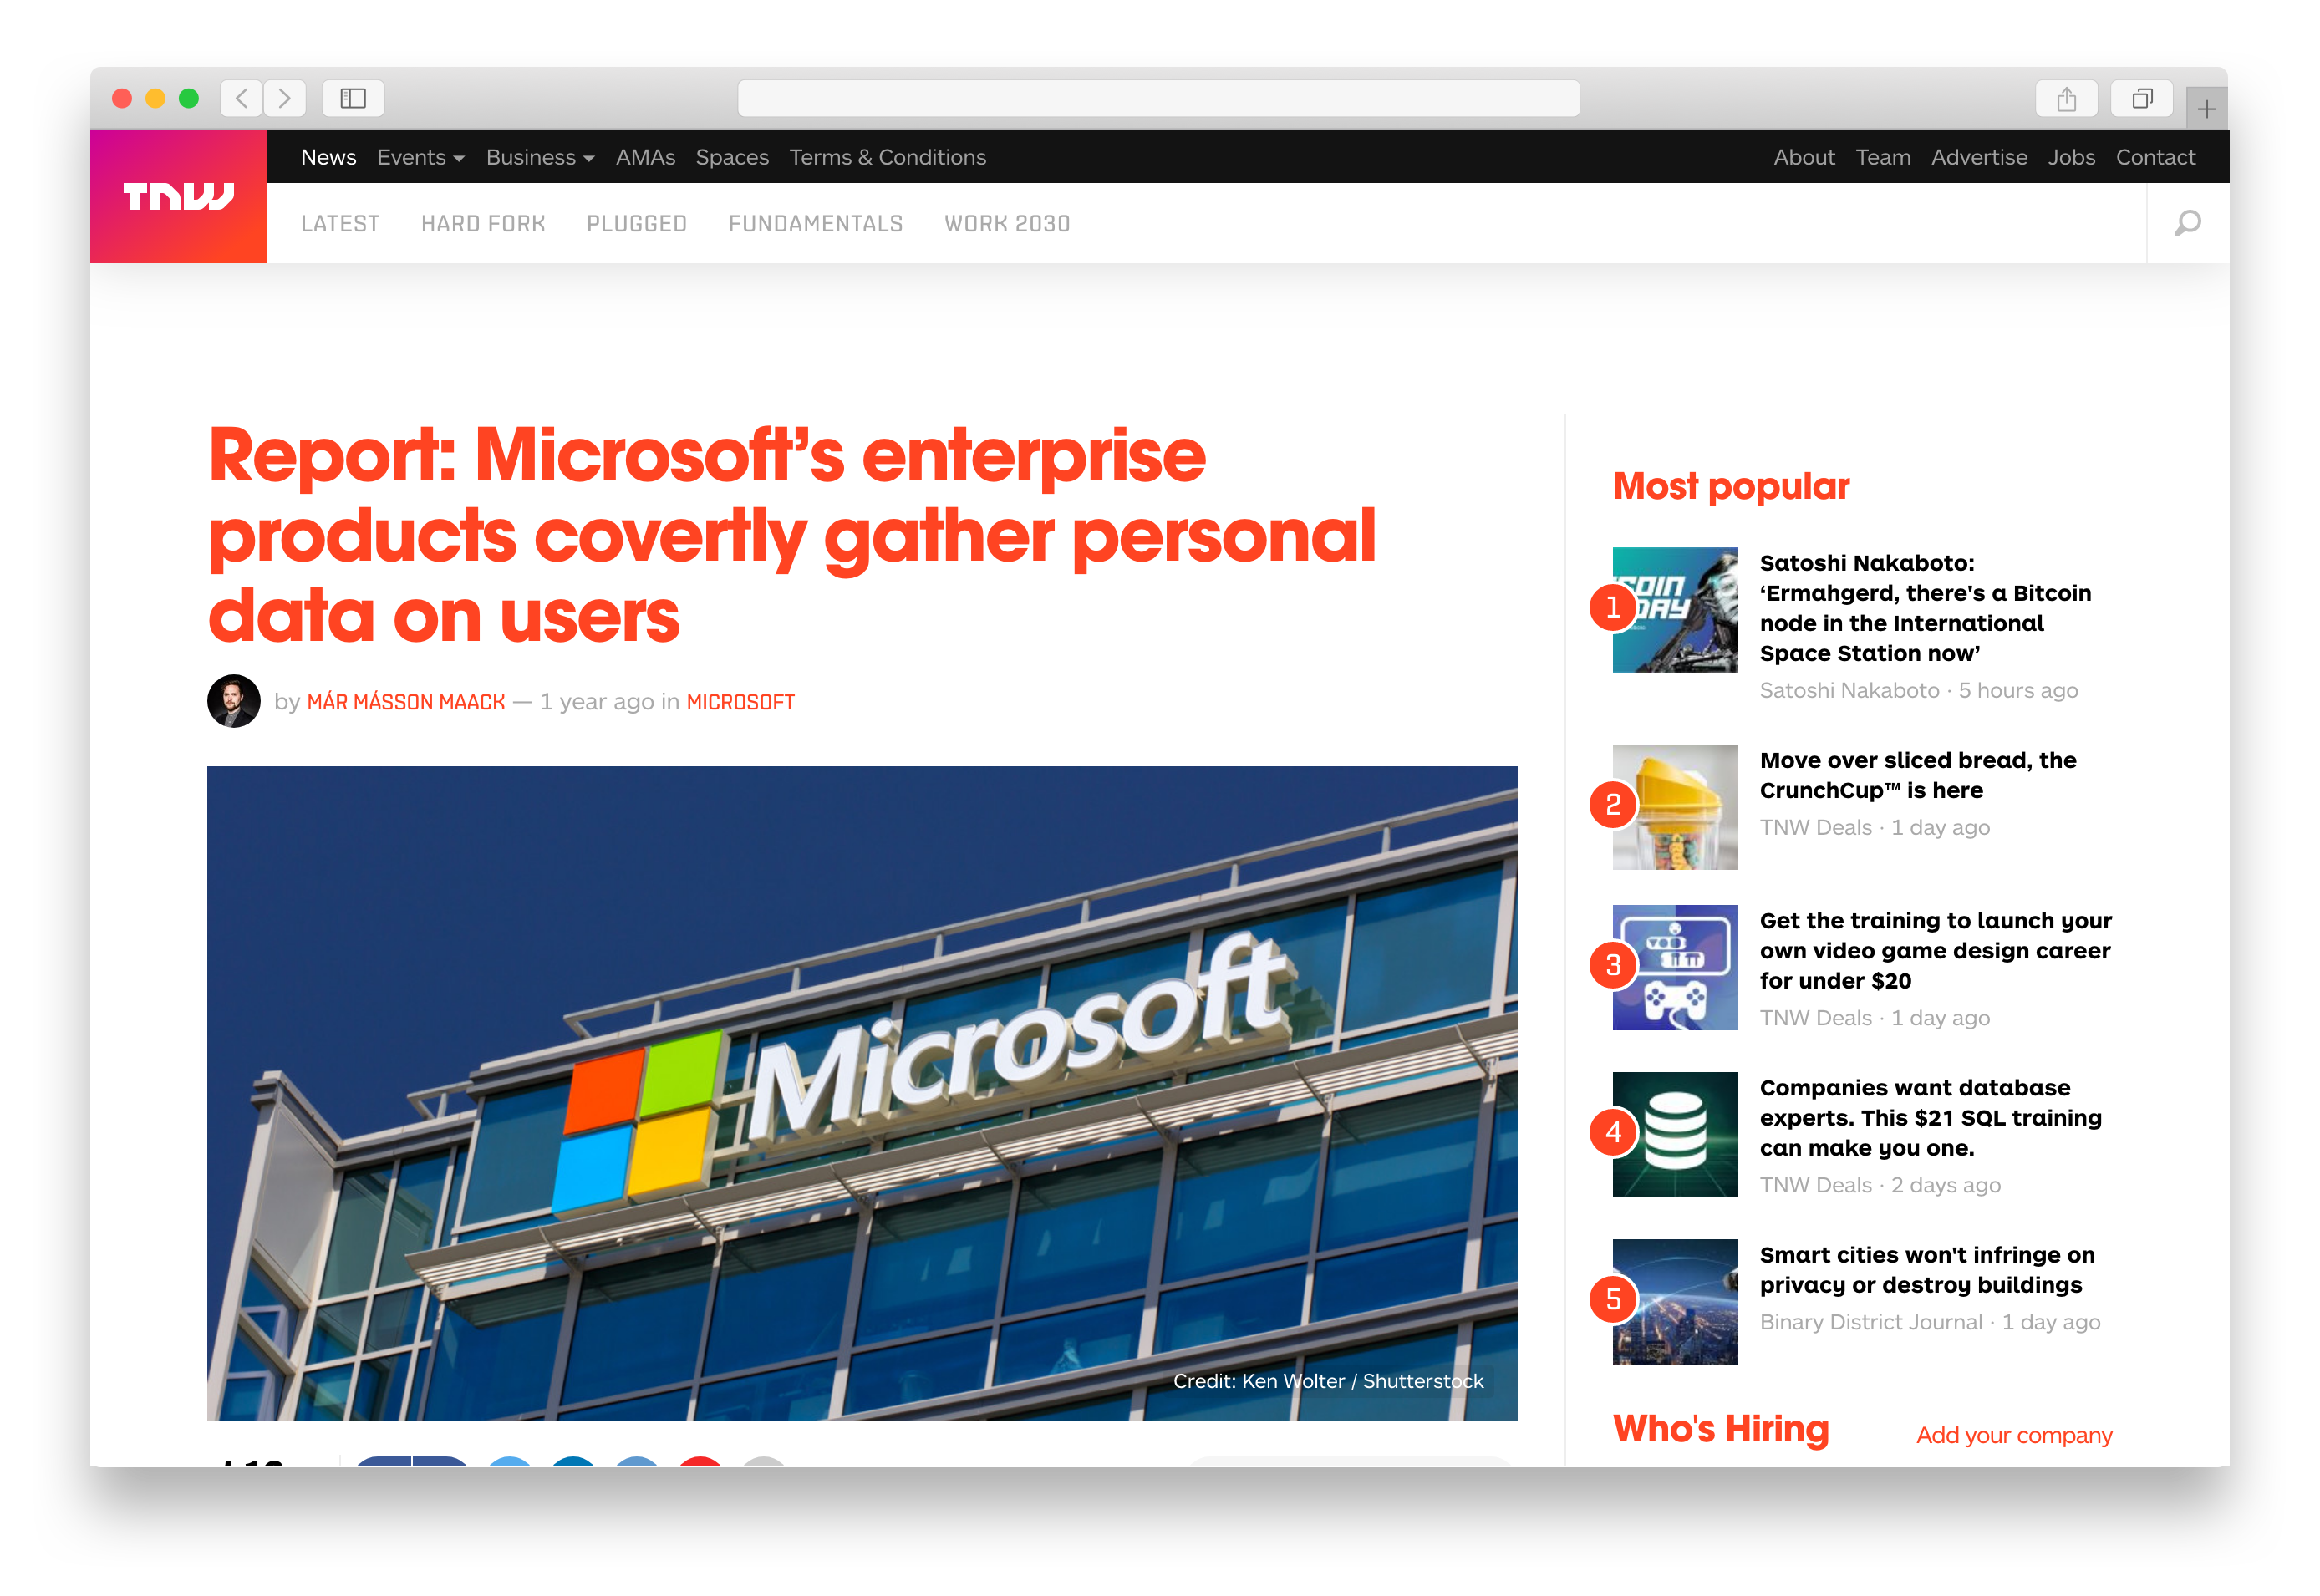 TNW
News Events Business AMAs Spaces Terms & Conditions
About Team Advertise Jobs Contact
LATEST HARD FORK PLUGGED FUNDAMENTALS WORK 2030
Report: Microsoft’s enterprise
products covertly gather personal
data on users
by MÁR MÁSSON MAACK — 1 year ago in MICROSOFT
Microsoft
Credit: Ken Wolter / Shutterstock
Most popular
1
Satoshi Nakaboto:
‘Ermahgerd, there's a Bitcoin
node in the International
Space Station now’
Satoshi Nakaboto · 5 hours ago
2
Move over sliced bread, the
CrunchCup™ is here
TNW Deals · 1 day ago
3
Get the training to launch your
own video game design career
for under $20
TNW Deals · 1 day ago
4
Companies want database
experts. This $21 SQL training
can make you one.
TNW Deals · 2 days ago
5
Smart cities won't infringe on
privacy or destroy buildings
Binary District Journal · 1 day ago
Who's Hiring
Add your company